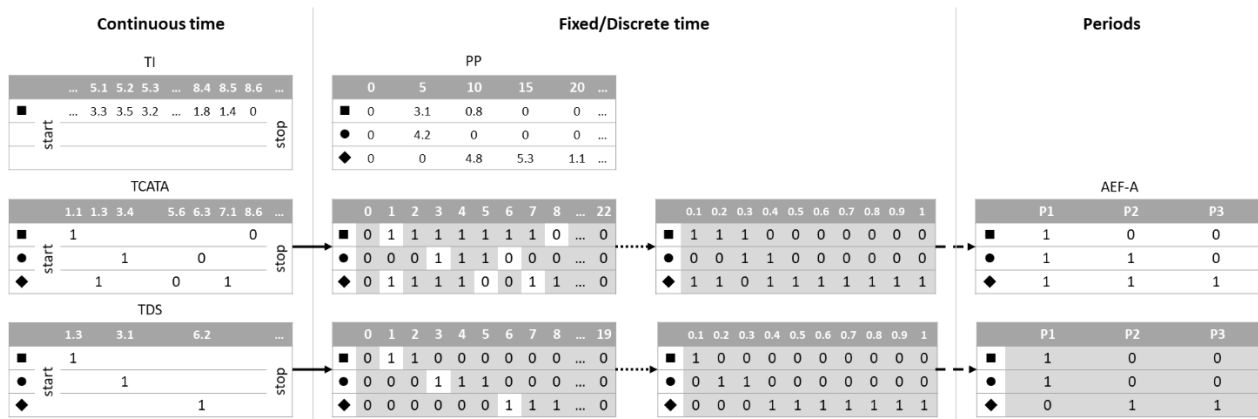 Continuous time
Fixed/Discrete time
Periods
TI
PP
... 5.1 5.2 5.3 ... 8.4 8.5 8.6 ...
■ start ... 3.3 3.5 3.2 ... 1.8 1.4 0 stop
0 5 10 15 20 ...
■ 0 3.1 0.8 0 0 ...
● 0 4.2 0 0 0 ...
◆ 0 0 4.8 5.3 1.1 ...
TCATA
AEF-A
1.1 1.3 3.4 5.6 6.3 7.1 8.6 ...
■ 1 0
● start 1 0 stop
◆ 1 0 1
0 1 2 3 4 5 6 7 8 ... 22
■ 0 1 1 1 1 1 1 1 0 ... 0
● 0 0 0 1 1 1 0 0 0 ... 0
◆ 0 1 1 1 1 0 0 1 1 ... 0
0.1 0.2 0.3 0.4 0.5 0.6 0.7 0.8 0.9 1
■ 1 1 1 0 0 0 0 0 0 0
● 0 0 1 1 0 0 0 0 0 0
◆ 1 1 0 1 1 1 1 1 1 1
P1 P2 P3
■ 1 0 0
● 1 1 0
◆ 1 1 1
TDS
1.3 3.1 6.2 ...
■ 1
● start 1 stop
◆ 1
0 1 2 3 4 5 6 7 8 ... 19
■ 0 1 1 0 0 0 0 0 0 ... 0
● 0 0 0 1 1 1 0 0 0 ... 0
◆ 0 0 0 0 0 0 1 1 1 ... 0
0.1 0.2 0.3 0.4 0.5 0.6 0.7 0.8 0.9 1
■ 1 0 0 0 0 0 0 0 0 0
● 0 1 1 0 0 0 0 0 0 0
◆ 0 0 0 1 1 1 1 1 1 1
P1 P2 P3
■ 1 0 0
● 1 0 0
◆ 0 1 1